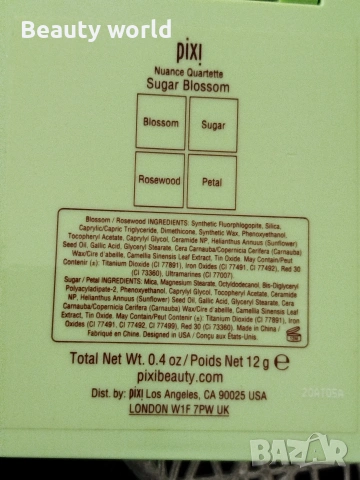 Beauty world
pixi
Nuance Quartette
Sugar Blossom
Blossom
Sugar
Rosewood
Petal
Blossom / Rosewood INGREDIENTS: Synthetic Fluorphlogopite, Silica,
Caprylic/Capric Triglyceride, Dimethicone, Synthetic Wax, Phenoxyethanol,
Tocopheryl Acetate, Caprylyl Glycol, Ceramide NP, Helianthus Annuus (Sunflower)
Seed Oil, Gallic Acid, Glyceryl Stearate, Cera Carnauba/Copernicia Cerifera (Carnauba)
Wax/Cire d'abeille, Camellia Sinensis Leaf Extract, Tin Oxide, May Contain/Peut
Contenir (±): Titanium Dioxide (CI 77891), Iron Oxides (CI 77491, CI 77492), Red 30
(CI 73360), Ultramarines (CI 77007).
Sugar / Petal INGREDIENTS: Mica, Magnesium Stearate, Octyldodecanol, Bis-Diglyceryl
Polyacyladipate-2, Phenoxyethanol, Caprylyl Glycol, Tocopheryl Acetate, Ceramide
NP, Helianthus Annuus (Sunflower) Seed Oil, Gallic Acid, Glyceryl Stearate, Cera
Carnauba/Copernicia Cerifera (Carnauba) Wax/Cire d'abeille, Camellia Sinensis Leaf
Extract, Tin Oxide, May Contain/Peut Contenir (±): Titanium Dioxide (CI 77891), Iron
Oxides (CI 77491, CI 77492, CI 77499), Red 30 (CI 73360). Made in China /
Fabriqué en Chine. Designed in USA / Conçu aux États-Unis.
Total Net Wt. 0.4 oz / Poids Net 12 g ℮
pixibeauty.com
Dist. by: pixi Los Angeles, CA 90025 USA
LONDON W1F 7PW UK
bazar